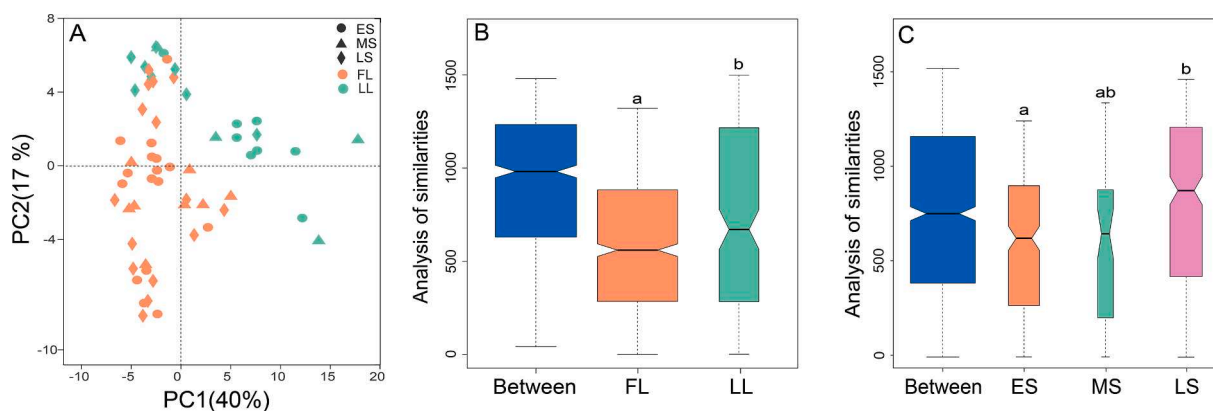 A
ES
MS
LS
FL
LL
8
4
0
-4
-10
PC2(17 %)
-10 -5 0 5 10 15 20
PC1(40%)
B
a
b
1500
1000
500
0
Analysis of similarities
Between FL LL
C
a
ab
b
1500
1000
500
0
Analysis of similarities
Between ES MS LS